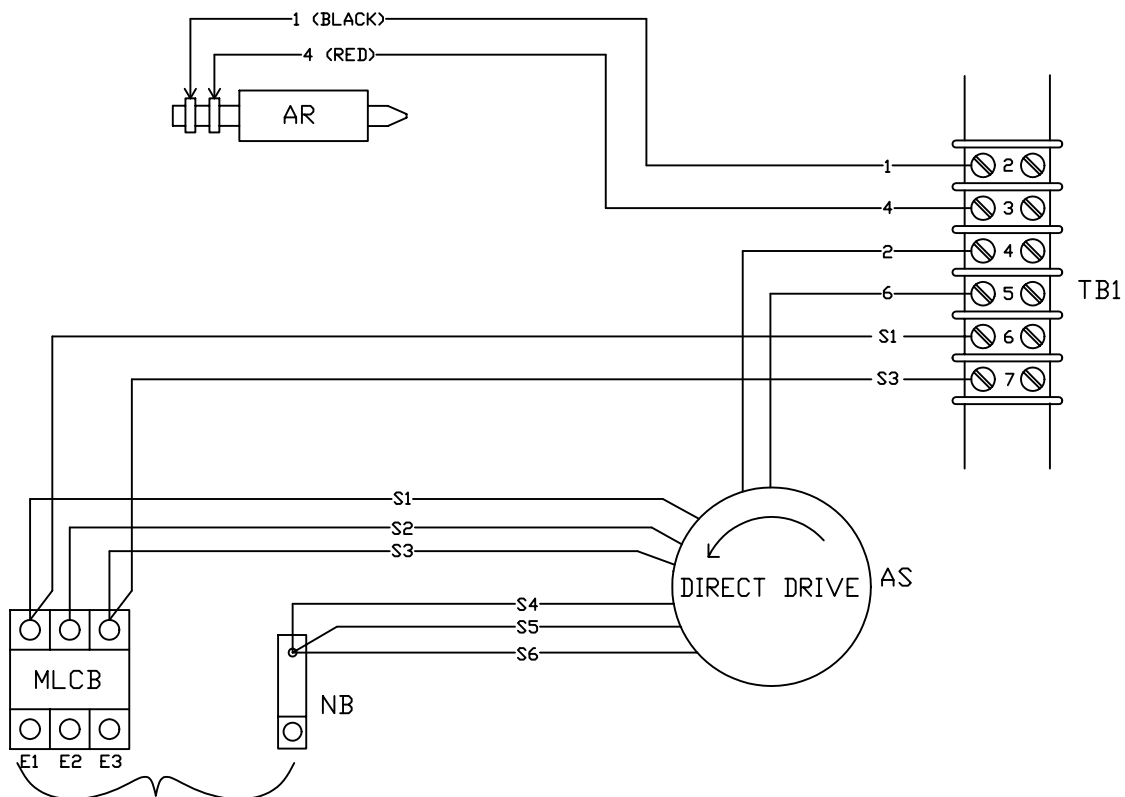 1 (BLACK)
4 (RED)
AR
1
2
4
3
2
4
6
5
TB1
S1
6
S3
7
S1
S2
S3
DIRECT DRIVE
AS
S4
S5
S6
MLCB
NB
E1 E2 E3